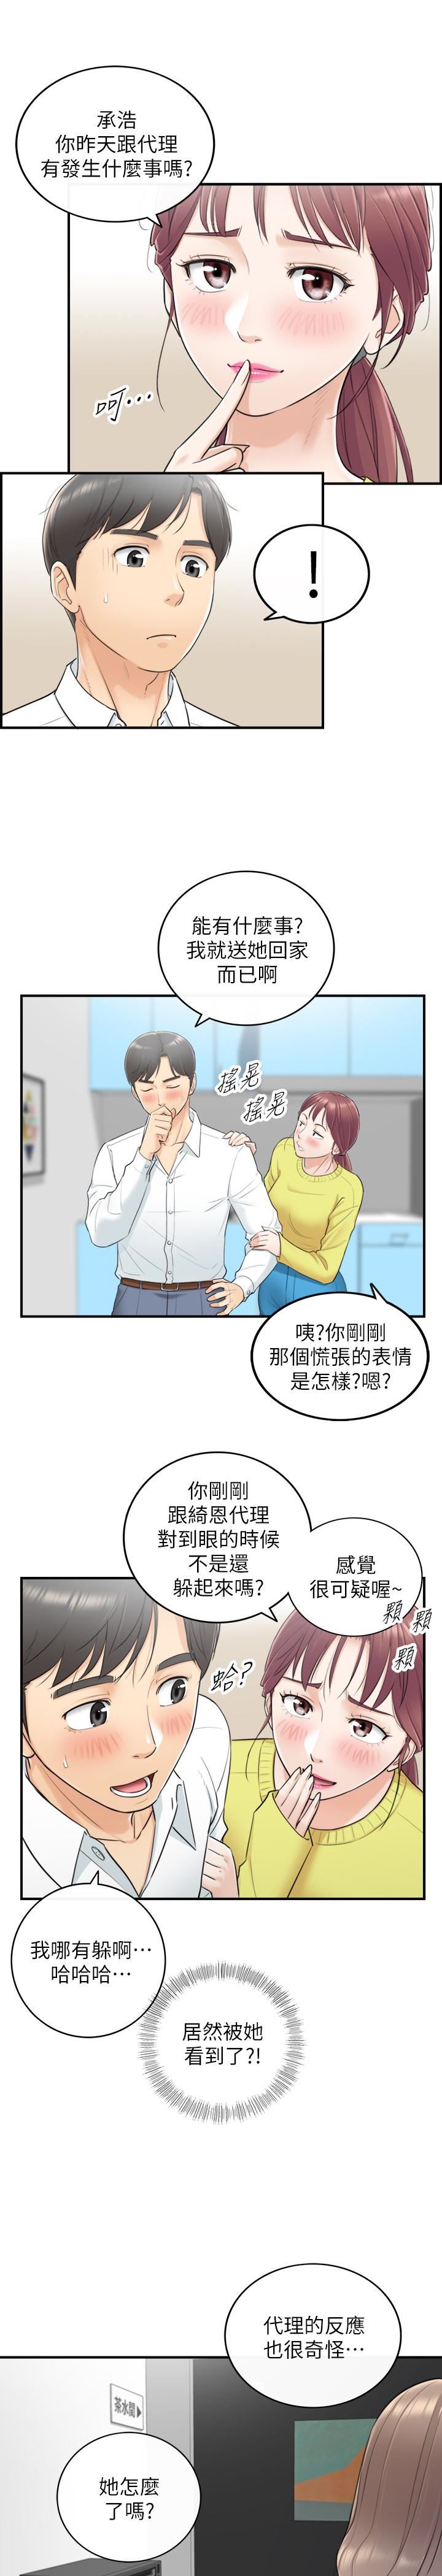 承浩
你昨天跟代理
有發生什麼事嗎?
呵…
!
能有什麼事?
我就送她回家
而已啊
搖晃
搖晃
咦?你剛剛
那個慌張的表情
是怎樣?嗯?
你剛剛
跟綺恩代理
對到眼的時候
不是還
躲起來嗎?
感覺
很可疑喔~
顆
顆
顆
蛤?
我哪有躲啊…
哈哈哈…
居然被她
看到了?!
代理的反應
也很奇怪…
茶水間
她怎麼
了嗎?